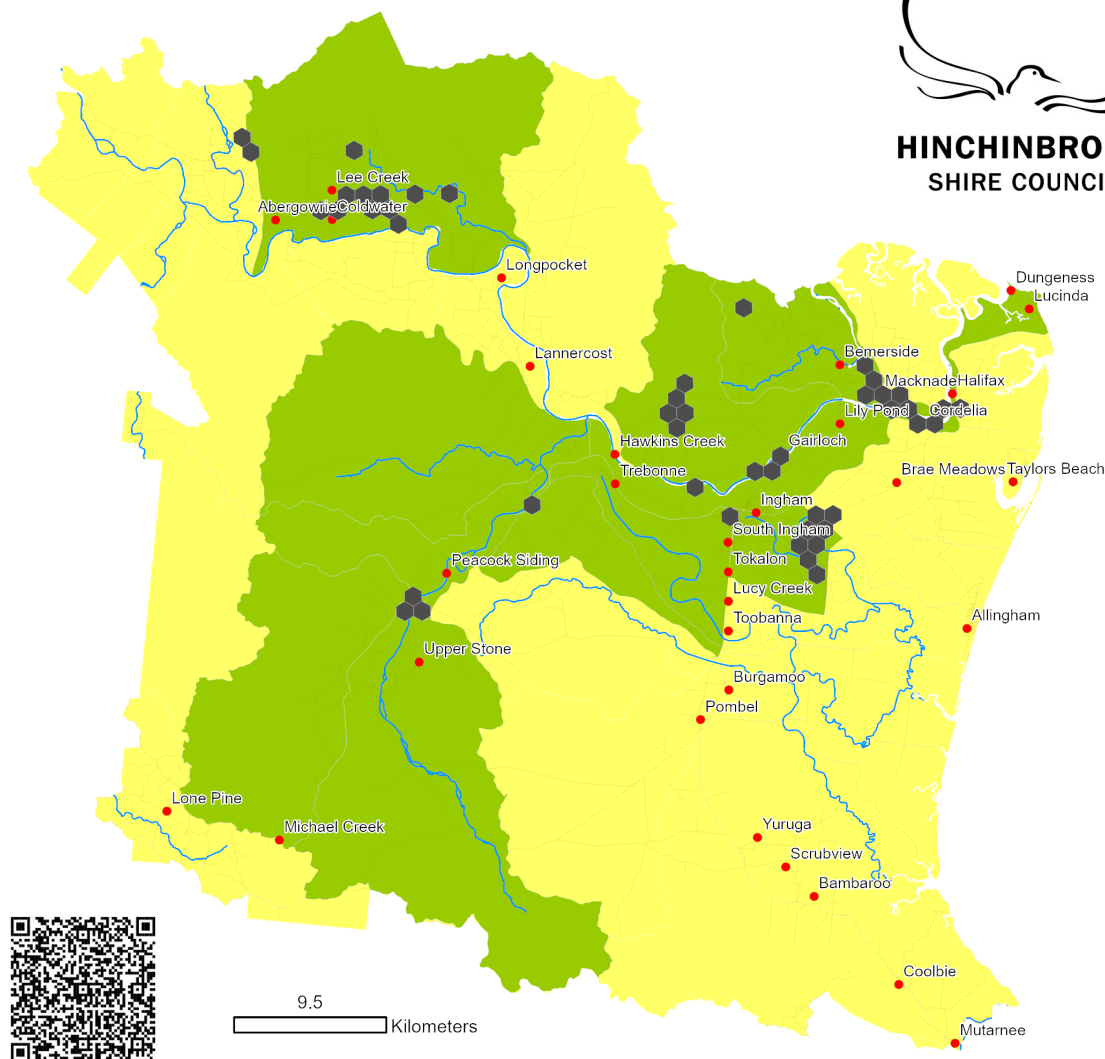 HINCHINBRO
SHIRE COUNCI
Lee Creek
Abergowrie
Coldwater
Longpocket
Dungeness
Lucinda
Lannercost
Bemerside
Macknade
Halifax
Lily Pond
Cordelia
Hawkins Creek
Gairloch
Trebonne
Brae Meadows
Taylors Beach
Ingham
South Ingham
Peacock Siding
Tokalon
Lucy Creek
Toobanna
Allingham
Upper Stone
Burgamoo
Pombel
Lone Pine
Michael Creek
Yuruga
Scrubview
Bambaroo
Coolbie
9.5
Kilometers
Mutarnee